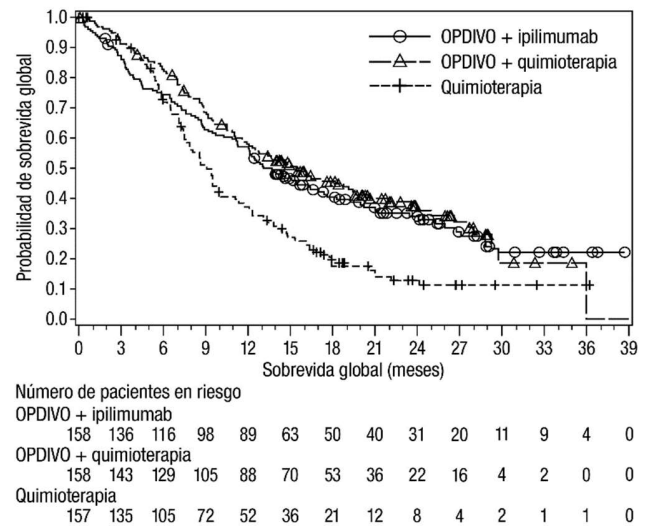 Probabilidad de sobrevida global
1.0
0.9
0.8
0.7
0.6
0.5
0.4
0.3
0.2
0.1
0.0
OPDIVO + ipilimumab
OPDIVO + quimioterapia
Quimioterapia
0 3 6 9 12 15 18 21 24 27 30 33 36 39
Sobrevida global (meses)
Número de pacientes en riesgo
OPDIVO + ipilimumab
158 136 116 98 89 63 50 40 31 20 11 9 4 0
OPDIVO + quimioterapia
158 143 129 105 88 70 53 36 22 16 4 2 0 0
Quimioterapia
157 135 105 72 52 36 21 12 8 4 2 1 1 0